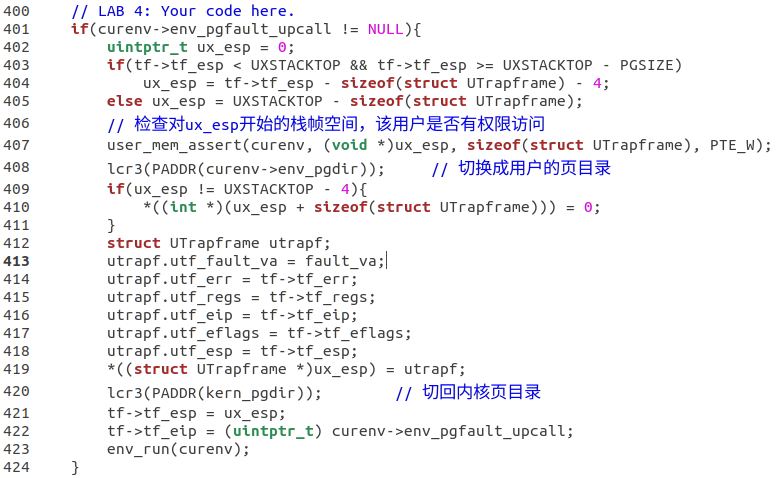 400 // LAB 4: Your code here.
401 if(curenv->env_pgfault_upcall != NULL){
402 uintptr_t ux_esp = 0;
403 if(tf->tf_esp < UXSTACKTOP && tf->tf_esp >= UXSTACKTOP - PGSIZE)
404 ux_esp = tf->tf_esp - sizeof(struct UTrapframe) - 4;
405 else ux_esp = UXSTACKTOP - sizeof(struct UTrapframe);
406 // 检查对ux_esp开始的栈帧空间，该用户是否有权限访问
407 user_mem_assert(curenv, (void *)ux_esp, sizeof(struct UTrapframe), PTE_W);
408 lcr3(PADDR(curenv->env_pgdir)); // 切换成用户的页目录
409 if(ux_esp != UXSTACKTOP - 4){
410 *((int *)(ux_esp + sizeof(struct UTrapframe))) = 0;
411 }
412 struct UTrapframe utrapf;
413 utrapf.utf_fault_va = fault_va;
414 utrapf.utf_err = tf->tf_err;
415 utrapf.utf_regs = tf->tf_regs;
416 utrapf.utf_eip = tf->tf_eip;
417 utrapf.utf_eflags = tf->tf_eflags;
418 utrapf.utf_esp = tf->tf_esp;
419 *((struct UTrapframe *)ux_esp) = utrapf;
420 lcr3(PADDR(kern_pgdir)); // 切回内核页目录
421 tf->tf_esp = ux_esp;
422 tf->tf_eip = (uintptr_t) curenv->env_pgfault_upcall;
423 env_run(curenv);
424 }